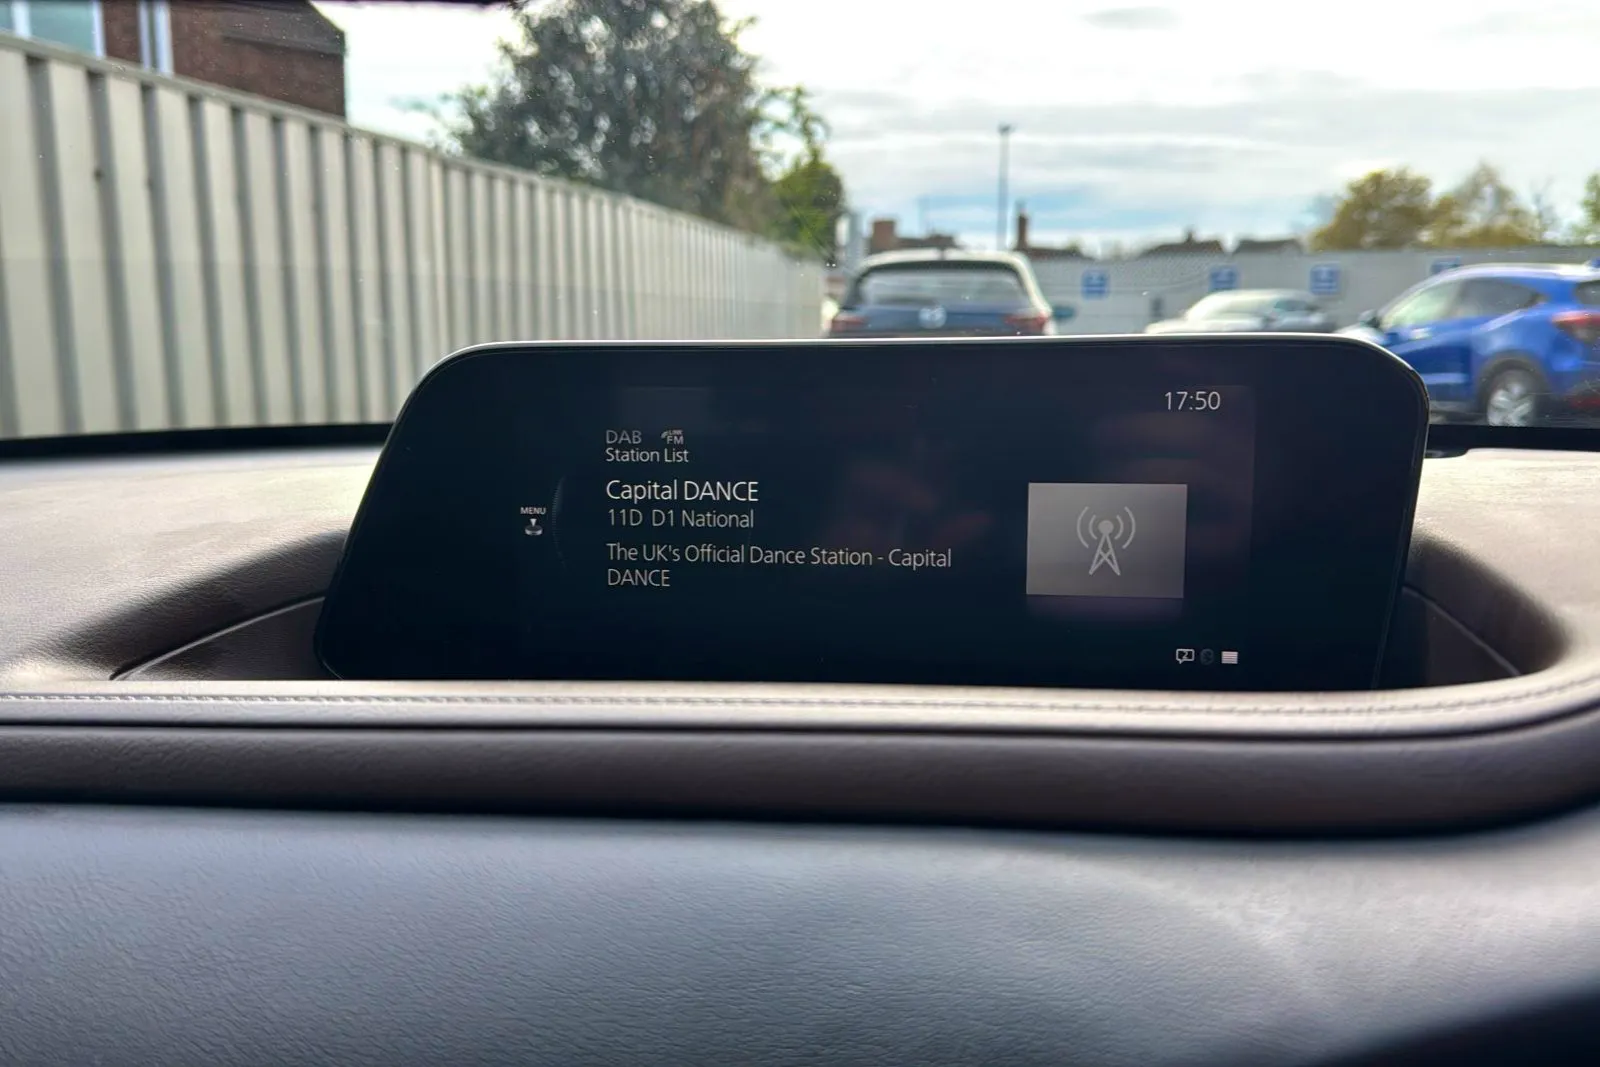 17:50
DAB LINK FM
Station List
Capital DANCE
MENU
11D D1 National
The UK's Official Dance Station - Capital
DANCE
2